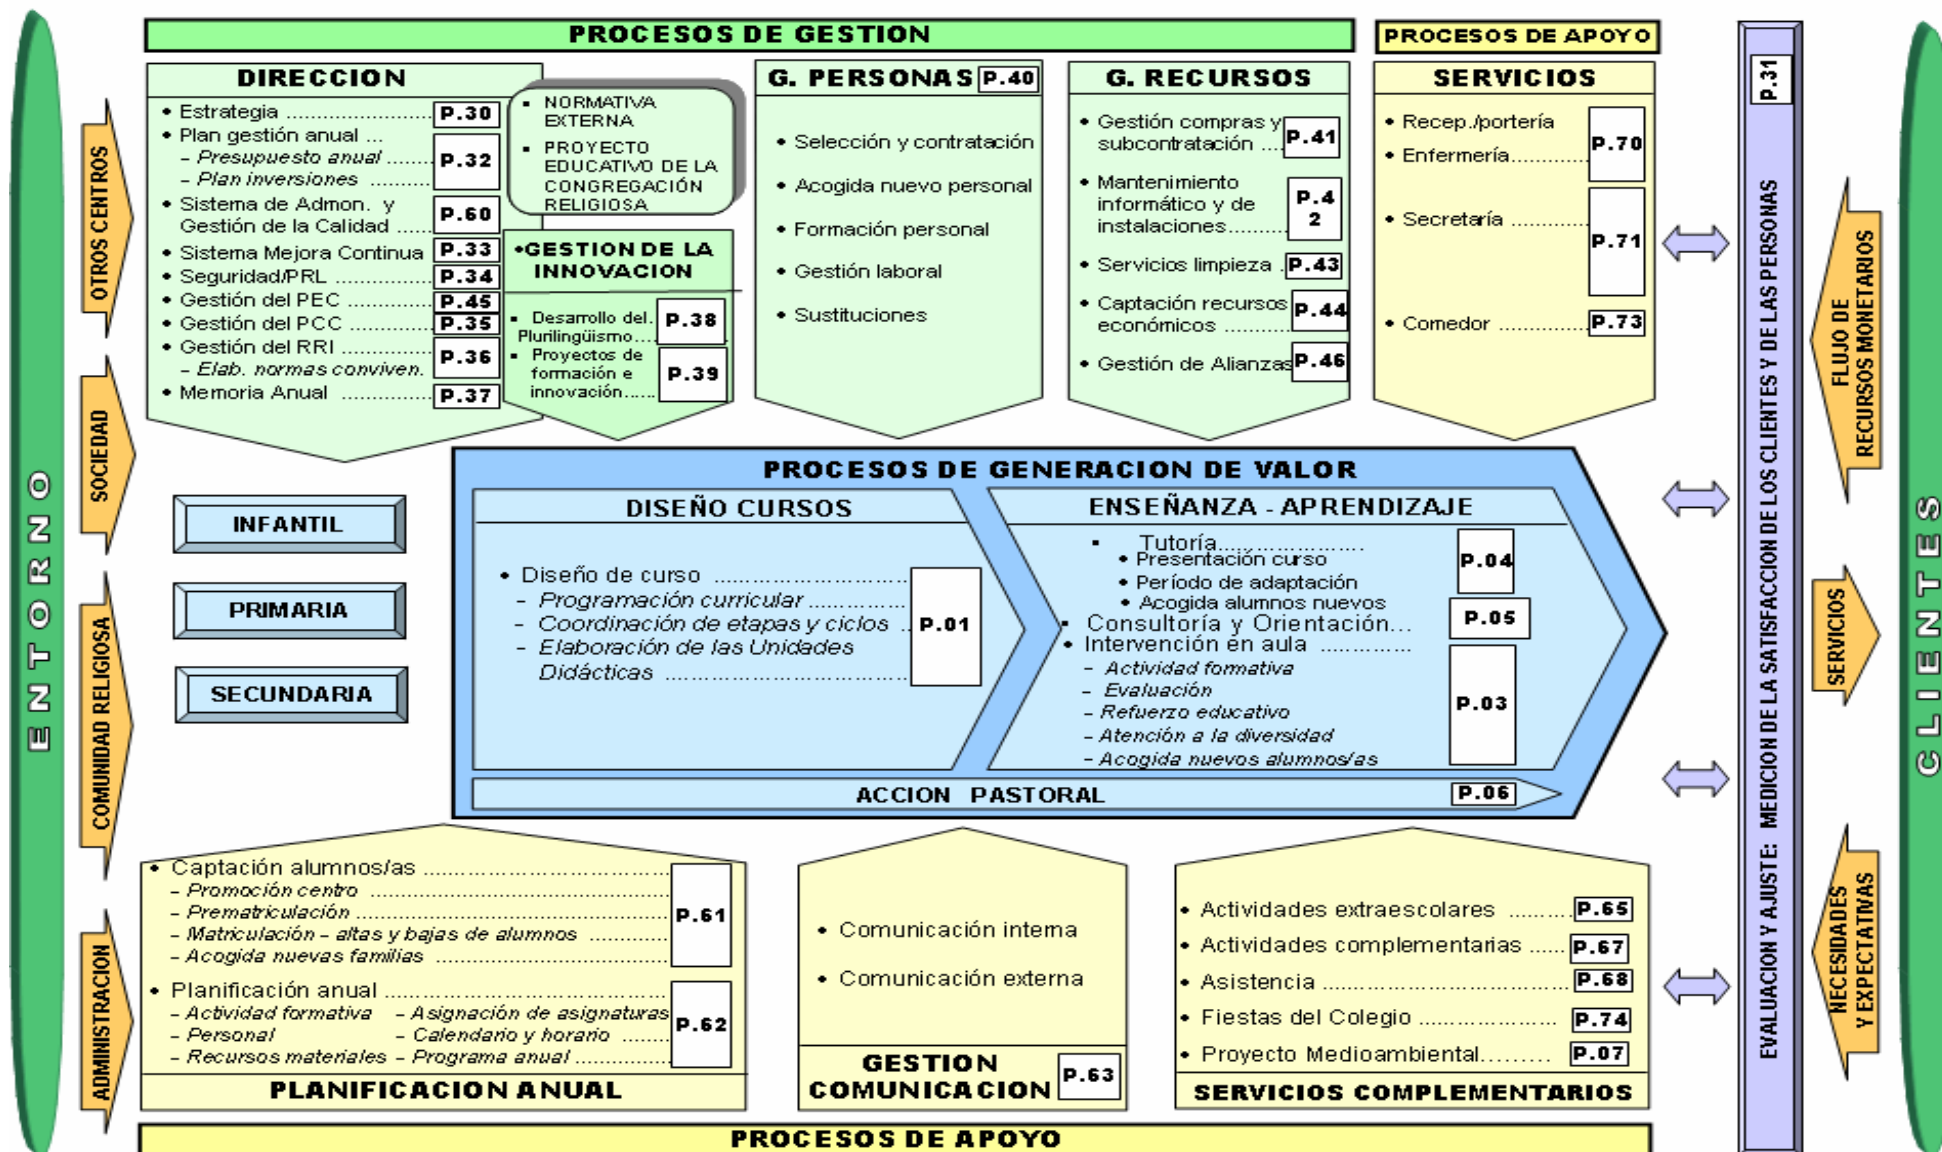 PROCESOS DE GESTION
PROCESOS DE APOYO
DIRECCION
• Estrategia .................... P.30
• Plan gestión anual ...
– Presupuesto anual ....... P.32
– Plan inversiones ..........
• Sistema de Admon. y
Gestión de la Calidad ..... P.60
• Sistema Mejora Continua P.33
• Seguridad/PRL ............... P.34
• Gestión del PEC ............ P.45
• Gestión del PCC ............ P.35
• Gestión del RRI .............. P.36
– Elab. normas conviven.
• Memoria Anual .............. P.37
▪ NORMATIVA
EXTERNA
▪ PROYECTO
EDUCATIVO DE LA
CONGREGACIÓN
RELIGIOSA
•GESTION DE LA
INNOVACION
▪ Desarrollo del.
Plurilingüismo.... P.38
▪ Proyectos de
formación e
innovación...... P.39
G. PERSONAS P.40
• Selección y contratación
• Acogida nuevo personal
• Formación personal
• Gestión laboral
• Sustituciones
G. RECURSOS
• Gestión compras y
subcontratación .... P.41
• Mantenimiento
informático y de
instalaciones......... P.4
2
• Servicios limpieza . P.43
• Captación recursos
económicos .......... P.44
• Gestión de Alianzas P.46
SERVICIOS
• Recep./portería
• Enfermería............. P.70
• Secretaría ............. P.71
• Comedor ............... P.73
ENTORNO
OTROS CENTROS
SOCIEDAD
COMUNIDAD RELIGIOSA
ADMINISTRACION
INFANTIL
PRIMARIA
SECUNDARIA
PROCESOS DE GENERACION DE VALOR
DISEÑO CURSOS
• Diseño de curso ..............................
– Programación curricular ...............
– Coordinación de etapas y ciclos .. P.01
– Elaboración de las Unidades
Didácticas .....................................
ENSEÑANZA - APRENDIZAJE
▪ Tutoría......................
• Presentación curso P.04
• Período de adaptación
• Acogida alumnos nuevos
▪ Consultoría y Orientación... P.05
• Intervención en aula ..............
– Actividad formativa
– Evaluación
– Refuerzo educativo P.03
– Atención a la diversidad
– Acogida nuevos alumnos/as
ACCION PASTORAL P.06
• Captación alumnos/as ....................................
– Promoción centro ............................................
– Prematriculación .............................................. P.61
– Matriculación – altas y bajas de alumnos ............
– Acogida nuevas familias ..................................
• Planificación anual .........................................
– Actividad formativa – Asignación de asignaturas
– Personal – Calendario y horario ....... P.62
– Recursos materiales – Programa anual .............
PLANIFICACION ANUAL
• Comunicación interna
• Comunicación externa
GESTION
COMUNICACION P.63
• Actividades extraescolares ......... P.65
• Actividades complementarias ...... P.67
• Asistencia .................................... P.68
• Fiestas del Colegio .................... P.74
• Proyecto Medioambiental.......... P.07
SERVICIOS COMPLEMENTARIOS
PROCESOS DE APOYO
EVALUACION Y AJUSTE: MEDICION DE LA SATISFACCION DE LOS CLIENTES Y DE LAS PERSONAS P.31
FLUJO DE
RECURSOS MONETARIOS
SERVICIOS
NECESIDADES
Y EXPECTATIVAS
CLIENTES